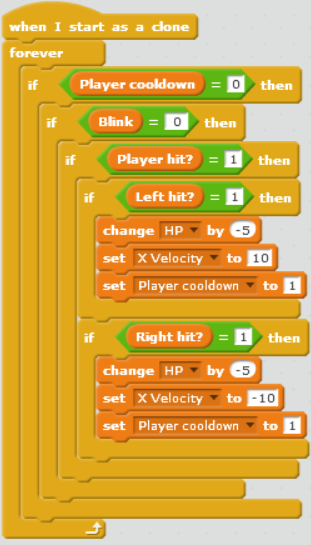 when I start as a clone
forever
if Player cooldown = 0 then
if Blink = 0 then
if Player hit? = 1 then
if Left hit? = 1 then
change HP by -5
set X Velocity to 10
set Player cooldown to 1
if Right hit? = 1 then
change HP by -5
set X Velocity to -10
set Player cooldown to 1